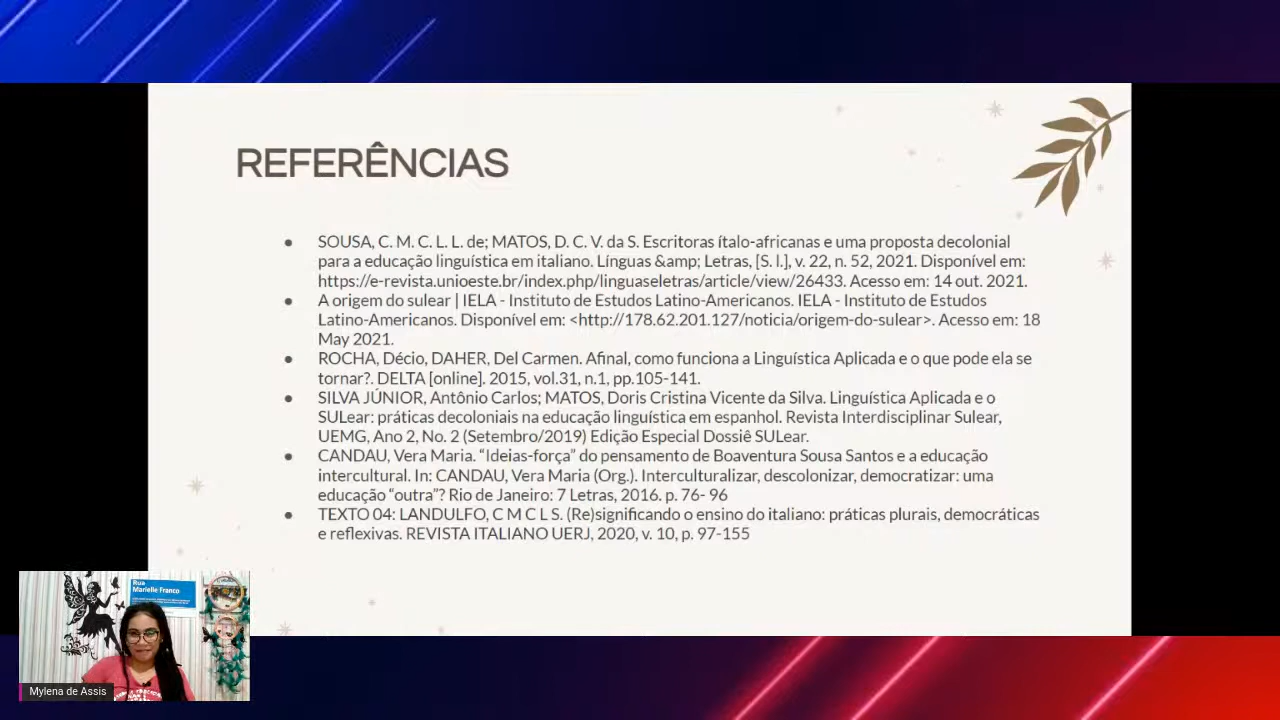 REFERÊNCIAS
● SOUSA, C. M. C. L. L. de; MATOS, D. C. V. da S. Escritoras ítalo-africanas e uma proposta decolonial
para a educação linguística em italiano. Línguas &amp; Letras, [S. l.], v. 22, n. 52, 2021. Disponível em:
https://e-revista.unioeste.br/index.php/linguaseletras/article/view/26433. Acesso em: 14 out. 2021.
● A origem do sulear | IELA - Instituto de Estudos Latino-Americanos. IELA - Instituto de Estudos
Latino-Americanos. Disponível em: <http://178.62.201.127/noticia/origem-do-sulear>. Acesso em: 18
May 2021.
● ROCHA, Décio, DAHER, Del Carmen. Afinal, como funciona a Linguística Aplicada e o que pode ela se
tornar?. DELTA [online]. 2015, vol.31, n.1, pp.105-141.
● SILVA JÚNIOR, Antônio Carlos; MATOS, Doris Cristina Vicente da Silva. Linguística Aplicada e o
SULear: práticas decoloniais na educação linguística em espanhol. Revista Interdisciplinar Sulear,
UEMG, Ano 2, No. 2 (Setembro/2019) Edição Especial Dossiê SULear.
● CANDAU, Vera Maria. “Ideias-força” do pensamento de Boaventura Sousa Santos e a educação
intercultural. In: CANDAU, Vera Maria (Org.). Interculturalizar, descolonizar, democratizar: uma
educação “outra”? Rio de Janeiro: 7 Letras, 2016. p. 76- 96
● TEXTO 04: LANDULFO, C M C L S. (Re)significando o ensino do italiano: práticas plurais, democráticas
e reflexivas. REVISTA ITALIANO UERJ, 2020, v. 10, p. 97-155
Rua
Marielle Franco
Mylena de Assis